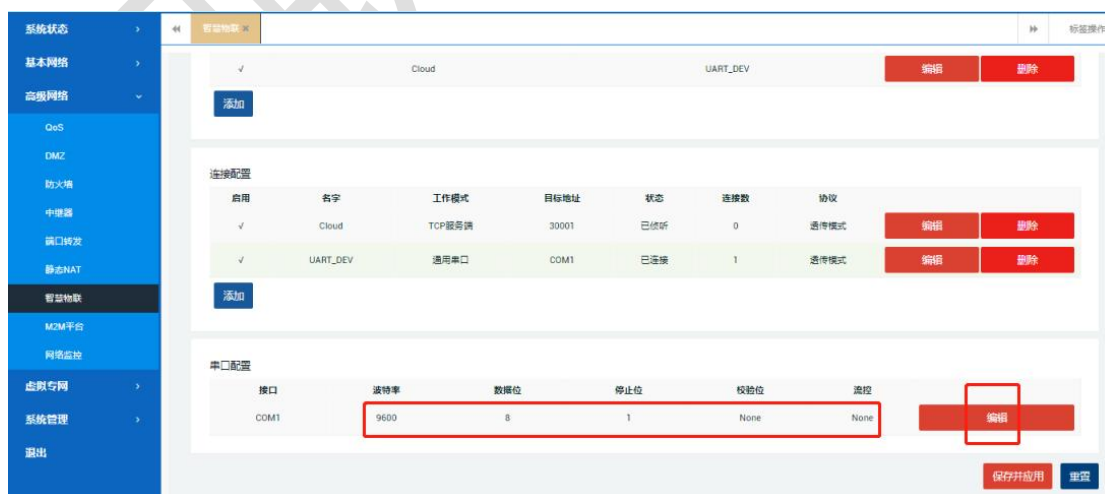 系统状态
基本网络
高级网络
QoS
DMZ
防火墙
中继器
端口转发
静态NAT
智慧物联
M2M平台
网络监控
虚拟专网
系统管理
退出
智慧物联 标签操作
√ Cloud UART_DEV 编辑 删除
添加
连接配置
启用 名字 工作模式 目标地址 状态 连接数 协议
√ Cloud TCP服务端 30001 已侦听 0 透传模式 编辑 删除
√ UART_DEV 通用串口 COM1 已连接 1 透传模式 编辑 删除
添加
串口配置
接口 波特率 数据位 停止位 校验位 流控
COM1 9600 8 1 None None 编辑
保存并应用 重置